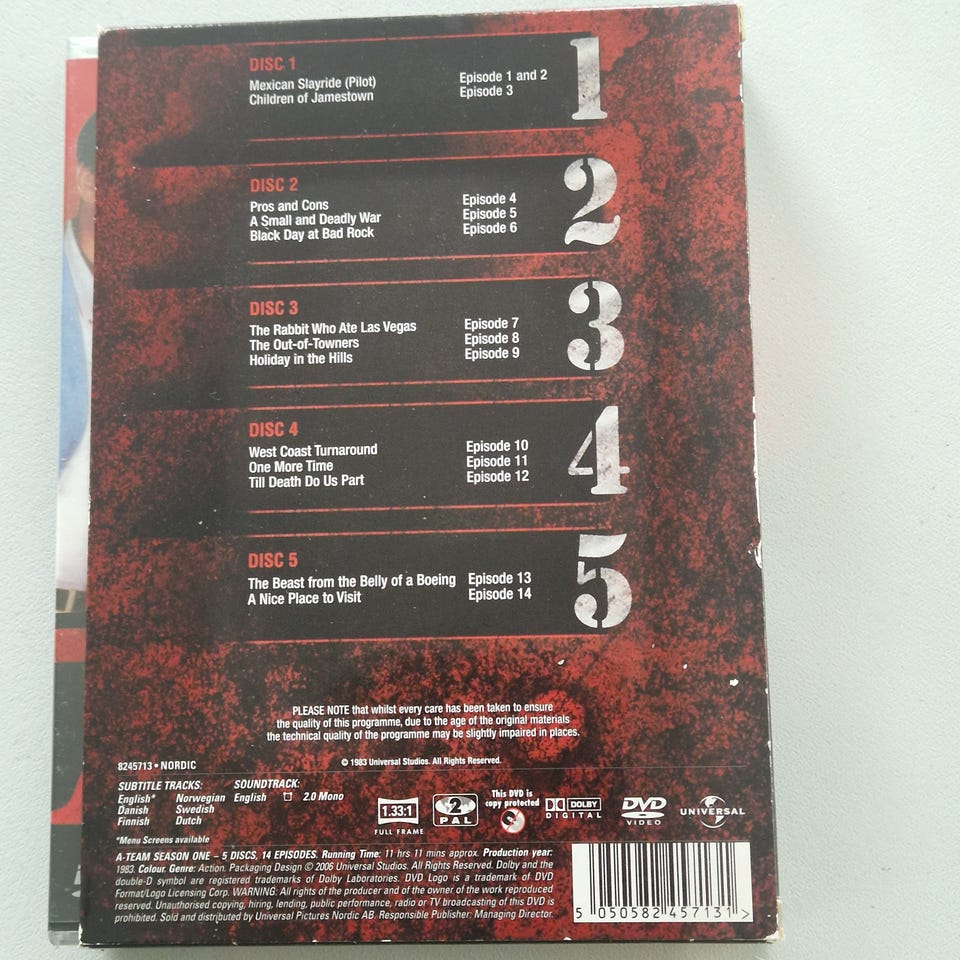 DISC 1
Mexican Slayride (Pilot) Episode 1 and 2
Children of Jamestown Episode 3
1
DISC 2
Pros and Cons Episode 4
A Small and Deadly War Episode 5
Black Day at Bad Rock Episode 6
2
DISC 3
The Rabbit Who Ate Las Vegas Episode 7
The Out-of-Towners Episode 8
Holiday in the Hills Episode 9
3
DISC 4
West Coast Turnaround Episode 10
One More Time Episode 11
Till Death Do Us Part Episode 12
4
DISC 5
The Beast from the Belly of a Boeing Episode 13
A Nice Place to Visit Episode 14
5
PLEASE NOTE that whilst every care has been taken to ensure
the quality of this programme, due to the age of the original materials
the technical quality of the programme may be slightly impaired in places.
8245713 • NORDIC © 1983 Universal Studios. All Rights Reserved.
SUBTITLE TRACKS: SOUNDTRACK:
English* Norwegian English 2.0 Mono
Danish Swedish
Finnish Dutch
*Menu Screens available
1.33:1
FULL FRAME
2
PAL
This DVD is
copy protected
DOLBY
DIGITAL
DVD
VIDEO
UNIVERSAL
A-TEAM SEASON ONE – 5 DISCS, 14 EPISODES. Running Time: 11 hrs 11 mins approx. Production year:
1983. Colour. Genre: Action. Packaging Design © 2006 Universal Studios. All Rights Reserved. Dolby and the
double-D symbol are registered trademarks of Dolby Laboratories. DVD Logo is a trademark of DVD
Format/Logo Licensing Corp. WARNING: All rights of the producer and of the owner of the work reproduced
reserved. Unauthorised copying, hiring, lending, public performance, radio or TV broadcasting of this DVD is
prohibited. Sold and distributed by Universal Pictures Nordic AB. Responsible Publisher: Managing Director.
5 050582 457131 >